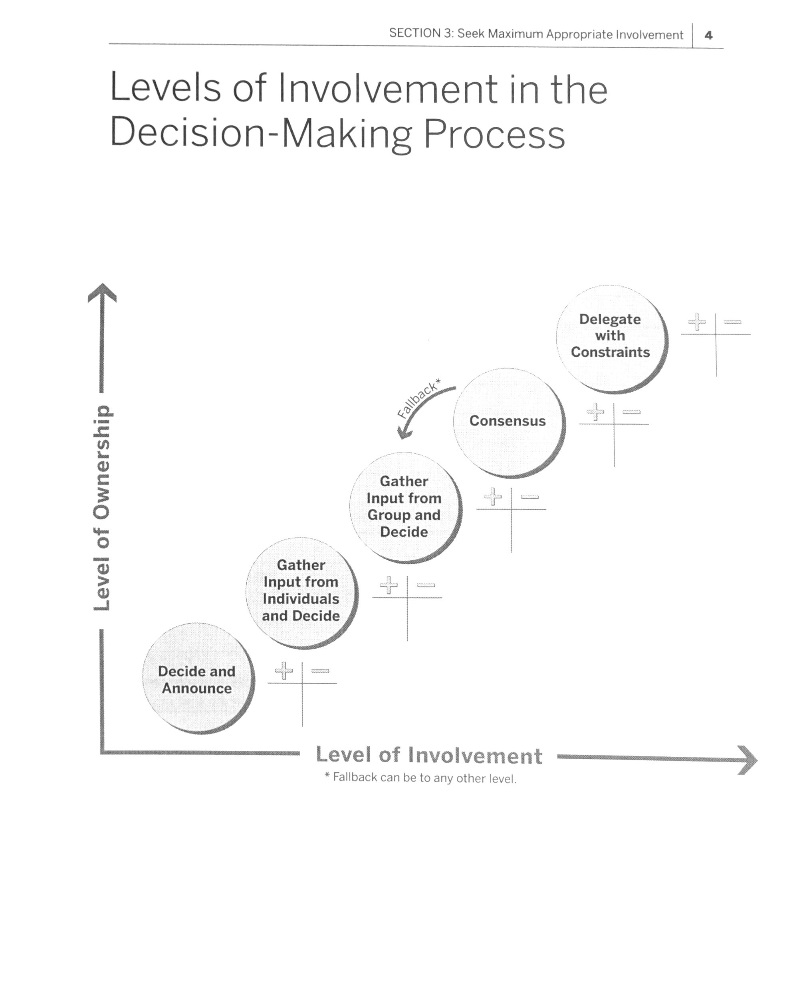 SECTION 3: Seek Maximum Appropriate Involvement 4
Levels of Involvement in the
Decision-Making Process
Delegate
with
Constraints
+ −
Fallback*
Consensus
+ −
Gather
Input from
Group and
Decide
+ −
Gather
Input from
Individuals
and Decide
+ −
Decide and
Announce
+ −
Level of Ownership
Level of Involvement
* Fallback can be to any other level.